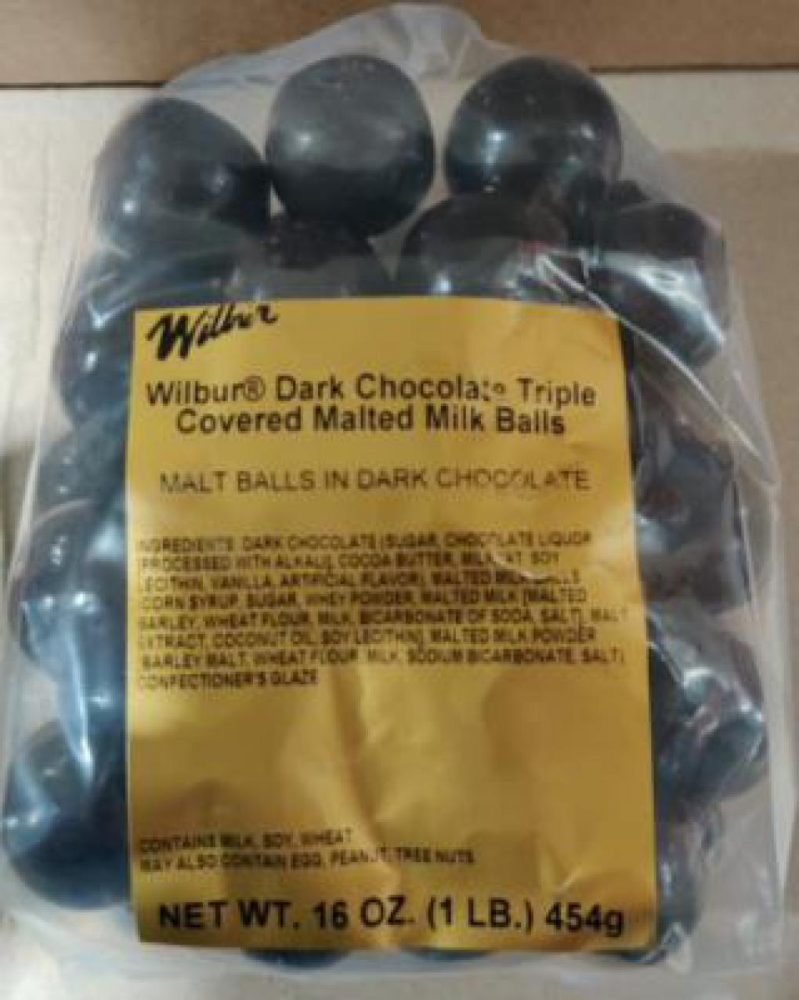 Wilbur
Wilbur® Dark Chocolate Triple
Covered Malted Milk Balls
MALT BALLS IN DARK CHOCOLATE
INGREDIENTS: DARK CHOCOLATE (SUGAR, CHOCOLATE LIQUOR
PROCESSED WITH ALKALI, COCOA BUTTER, MILK FAT, SOY
LECITHIN, VANILLA, ARTIFICIAL FLAVOR), MALTED MILK BALLS
CORN SYRUP, SUGAR, WHEY POWDER, MALTED MILK [MALTED
BARLEY, WHEAT FLOUR, MILK, BICARBONATE OF SODA, SALT], MALT
EXTRACT, COCONUT OIL, SOY LECITHIN], MALTED MILK POWDER
BARLEY MALT, WHEAT FLOUR, MILK, SODIUM BICARBONATE, SALT)
CONFECTIONER'S GLAZE
CONTAINS MILK, SOY, WHEAT
MAY ALSO CONTAIN EGG, PEANUT, TREE NUTS
NET WT. 16 OZ. (1 LB.) 454g